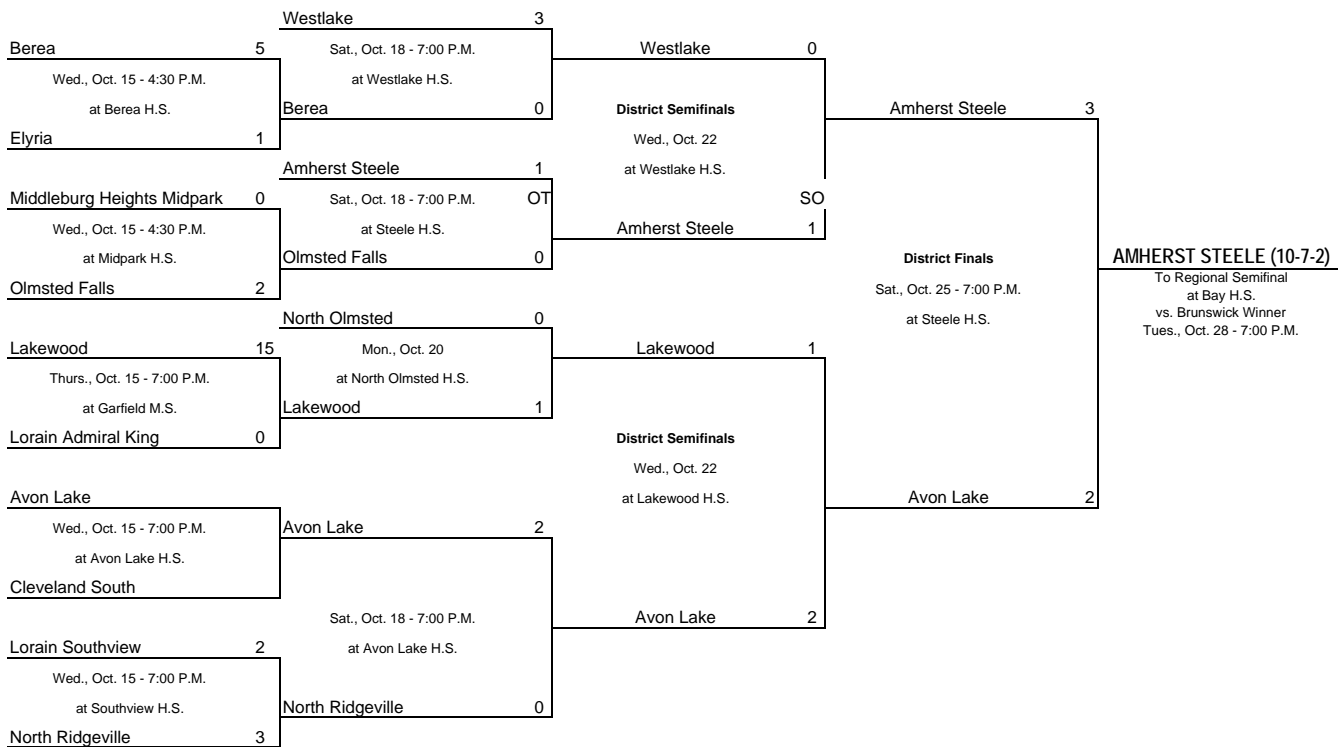 Westlake 3
Berea 5
Sat., Oct. 18 - 7:00 P.M.
Westlake 0
Wed., Oct. 15 - 4:30 P.M.
at Westlake H.S.
at Berea H.S.
Berea 0
District Semifinals
Amherst Steele 3
Elyria 1
Wed., Oct. 22
Amherst Steele 1
at Westlake H.S.
Middleburg Heights Midpark 0
Sat., Oct. 18 - 7:00 P.M. OT
SO
Wed., Oct. 15 - 4:30 P.M.
at Steele H.S.
Amherst Steele 1
at Midpark H.S.
Olmsted Falls 0
District Finals
AMHERST STEELE (10-7-2)
Olmsted Falls 2
Sat., Oct. 25 - 7:00 P.M.
To Regional Semifinal
at Bay H.S.
vs. Brunswick Winner
Tues., Oct. 28 - 7:00 P.M.
North Olmsted 0
at Steele H.S.
Lakewood 15
Mon., Oct. 20
Lakewood 1
Thurs., Oct. 15 - 7:00 P.M.
at North Olmsted H.S.
at Garfield M.S.
Lakewood 1
Lorain Admiral King 0
District Semifinals
Wed., Oct. 22
Avon Lake
at Lakewood H.S.
Avon Lake 2
Wed., Oct. 15 - 7:00 P.M.
Avon Lake 2
at Avon Lake H.S.
Cleveland South
Sat., Oct. 18 - 7:00 P.M.
Avon Lake 2
Lorain Southview 2
at Avon Lake H.S.
Wed., Oct. 15 - 7:00 P.M.
at Southview H.S.
North Ridgeville 0
North Ridgeville 3